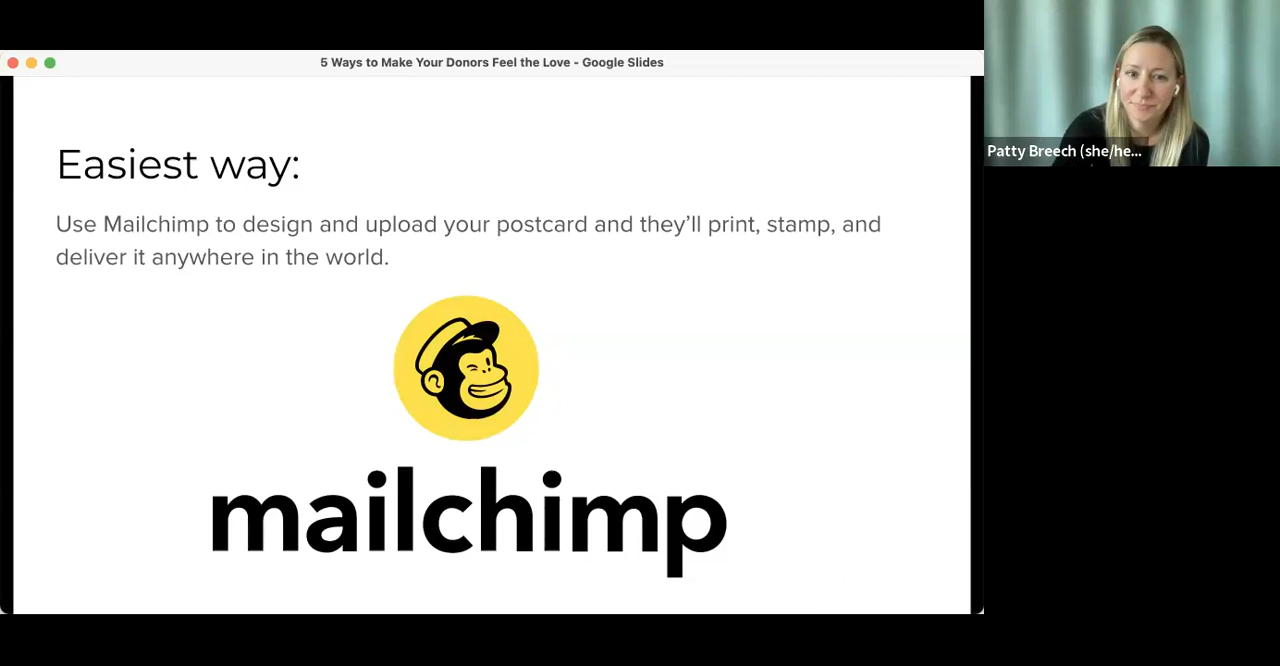 5 Ways to Make Your Donors Feel the Love - Google Slides
Patty Breech (she/he...
Easiest way:
Use Mailchimp to design and upload your postcard and they’ll print, stamp, and
deliver it anywhere in the world.
mailchimp